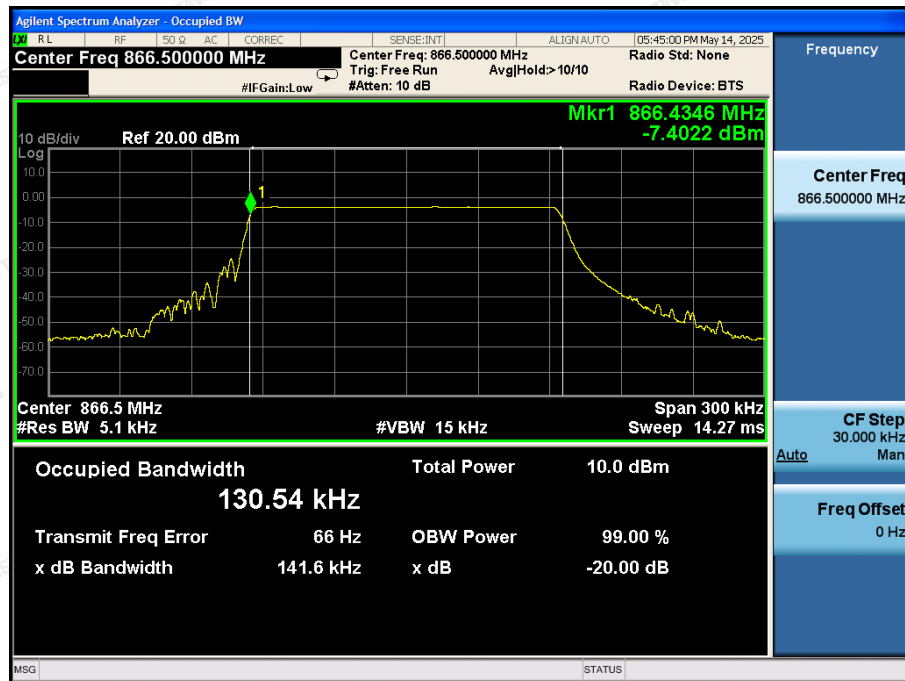 Agilent Spectrum Analyzer - Occupied BW
LXI RL RF 50 Ω AC CORREC SENSE:INT ALIGN AUTO 05:45:00 PM May 14, 2025
Center Freq 866.500000 MHz
Center Freq: 866.500000 MHz Radio Std: None
Trig: Free Run Avg|Hold:>10/10
#IFGain:Low #Atten: 10 dB Radio Device: BTS
Frequency
Mkr1 866.4346 MHz
-7.4022 dBm
10 dB/div Ref 20.00 dBm
Log
10.0
0.00
-10.0
-20.0
-30.0
-40.0
-50.0
-60.0
-70.0
1
Center 866.5 MHz Span 300 kHz
#Res BW 5.1 kHz #VBW 15 kHz Sweep 14.27 ms
Occupied Bandwidth Total Power 10.0 dBm
130.54 kHz
Transmit Freq Error 66 Hz OBW Power 99.00 %
x dB Bandwidth 141.6 kHz x dB -20.00 dB
Center Freq
866.500000 MHz
CF Step
30.000 kHz
Auto Man
Freq Offset
0 Hz
MSG STATUS